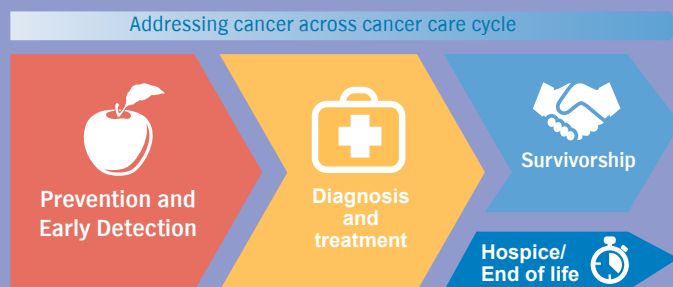 Addressing cancer across cancer care cycle
Prevention and
Early Detection
Diagnosis
and
treatment
Survivorship
Hospice/
End of life